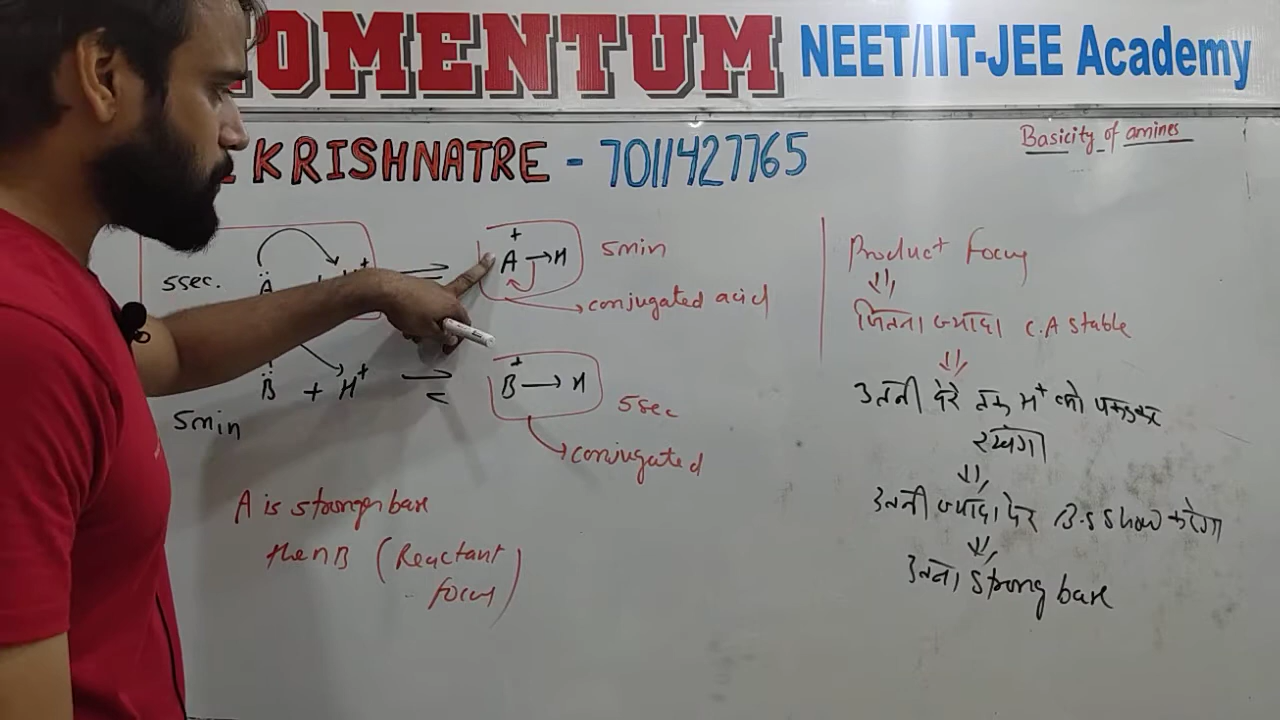 OMENTUM NEET/IIT-JEE Academy
KRISHNATRE - 7011427765
Basicity of amines
5sec.
Ä
+
A → H
5min
conjugated acid
B̈ + H+
5min
+
B → H
5sec
conjugated
A is stronger base
then B (Reactant
focus)
Product focus
जितना ज्यादा C.A stable
उतनी देर तक H+ को पकड़कर
रखेगा
उतनी ज्यादा देर B.S Show करेगा
उतना strong base